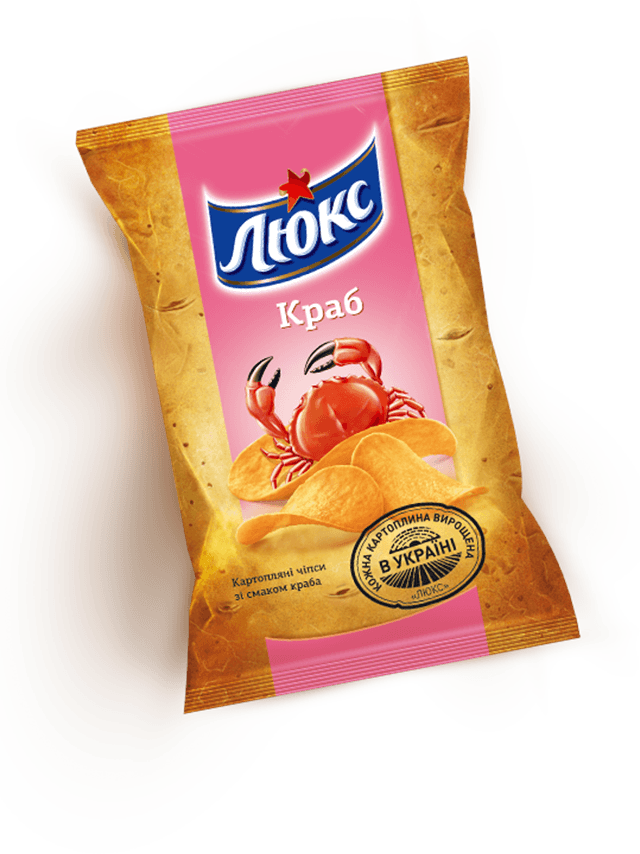 Люкс
Краб
Картопляні чіпси
зі смаком краба
КОЖНА КАРТОПЛИНА ВИРОЩЕНА
В УКРАЇНІ
«ЛЮКС»